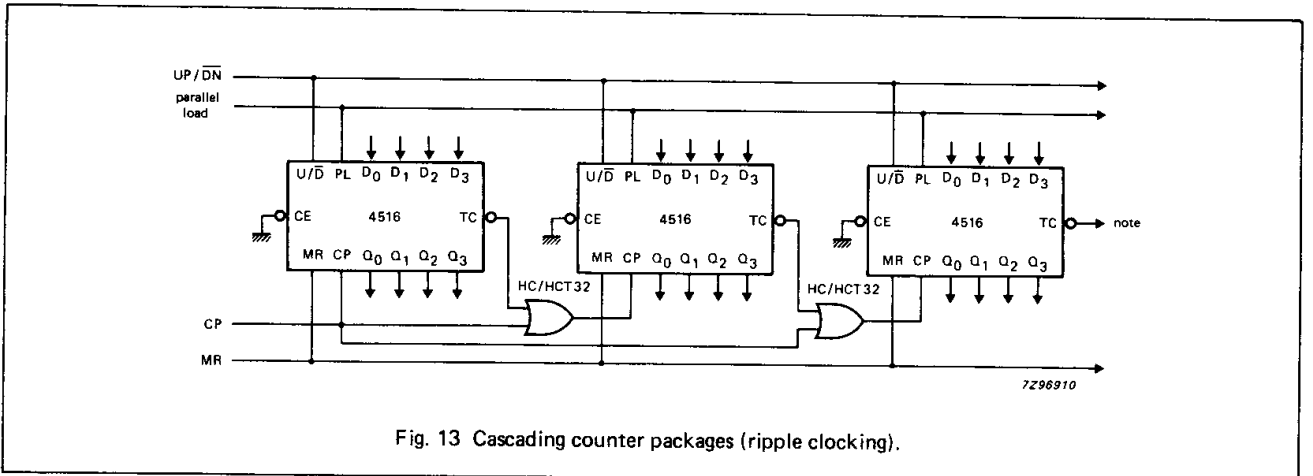 UP/D̅N̅
parallel
load
U/D̅ PL D₀ D₁ D₂ D₃
CE 4516 TC
MR CP Q₀ Q₁ Q₂ Q₃
U/D̅ PL D₀ D₁ D₂ D₃
CE 4516 TC
MR CP Q₀ Q₁ Q₂ Q₃
U/D̅ PL D₀ D₁ D₂ D₃
CE 4516 TC
MR CP Q₀ Q₁ Q₂ Q₃
note
HC/HCT32
HC/HCT32
CP
MR
7Z96910
Fig. 13 Cascading counter packages (ripple clocking).